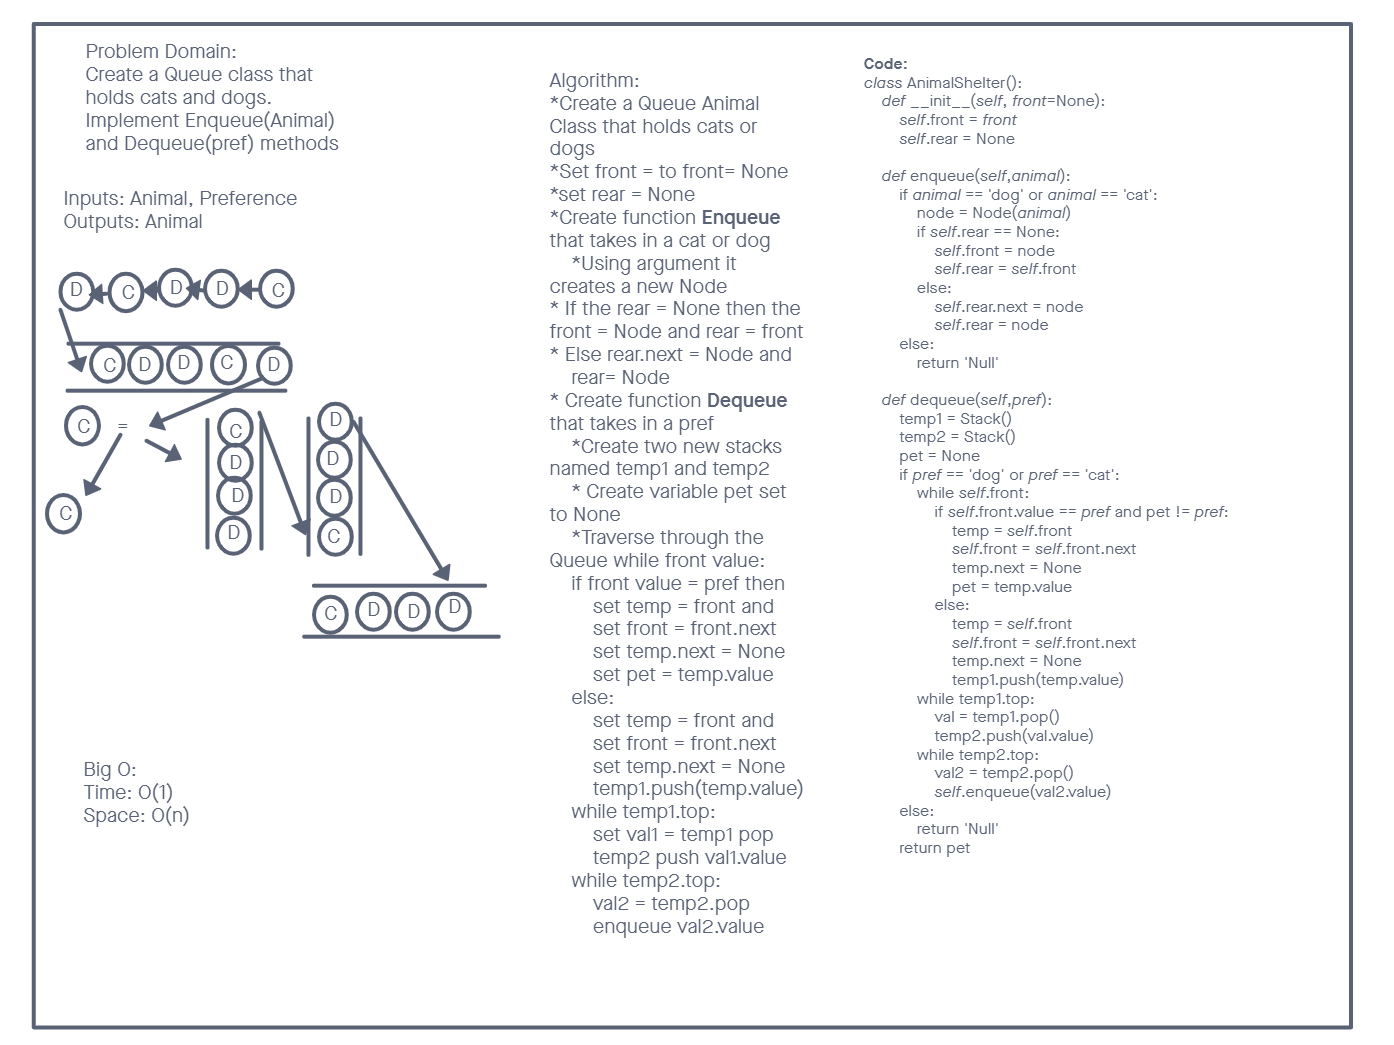 Problem Domain:
Create a Queue class that
holds cats and dogs.
Implement Enqueue(Animal)
and Dequeue(pref) methods
Inputs: Animal, Preference
Outputs: Animal
D C D D C
C D D C D
C =
C
C
D
D
D
D
D
D
C
C D D D
Big O:
Time: O(1)
Space: O(n)
Algorithm:
*Create a Queue Animal
Class that holds cats or
dogs
*Set front = to front= None
*set rear = None
*Create function Enqueue
that takes in a cat or dog
*Using argument it
creates a new Node
* If the rear = None then the
front = Node and rear = front
* Else rear.next = Node and
rear= Node
* Create function Dequeue
that takes in a pref
*Create two new stacks
named temp1 and temp2
* Create variable pet set
to None
*Traverse through the
Queue while front value:
if front value = pref then
set temp = front and
set front = front.next
set temp.next = None
set pet = temp.value
else:
set temp = front and
set front = front.next
set temp.next = None
temp1.push(temp.value)
while temp1.top:
set val1 = temp1 pop
temp2 push val1.value
while temp2.top:
val2 = temp2.pop
enqueue val2.value
Code:
class AnimalShelter():
def __init__(self, front=None):
self.front = front
self.rear = None
def enqueue(self,animal):
if animal == 'dog' or animal == 'cat':
node = Node(animal)
if self.rear == None:
self.front = node
self.rear = self.front
else:
self.rear.next = node
self.rear = node
else:
return 'Null'
def dequeue(self,pref):
temp1 = Stack()
temp2 = Stack()
pet = None
if pref == 'dog' or pref == 'cat':
while self.front:
if self.front.value == pref and pet != pref:
temp = self.front
self.front = self.front.next
temp.next = None
pet = temp.value
else:
temp = self.front
self.front = self.front.next
temp.next = None
temp1.push(temp.value)
while temp1.top:
val = temp1.pop()
temp2.push(val.value)
while temp2.top:
val2 = temp2.pop()
self.enqueue(val2.value)
else:
return 'Null'
return pet